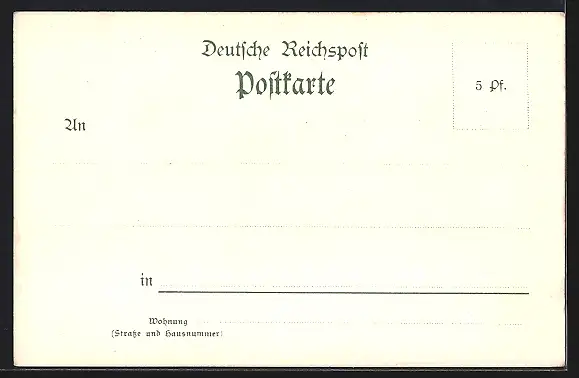 Deutsche Reichspost
Postkarte
5 Pf.
An
in
Wohnung
(Straße und Hausnummer)